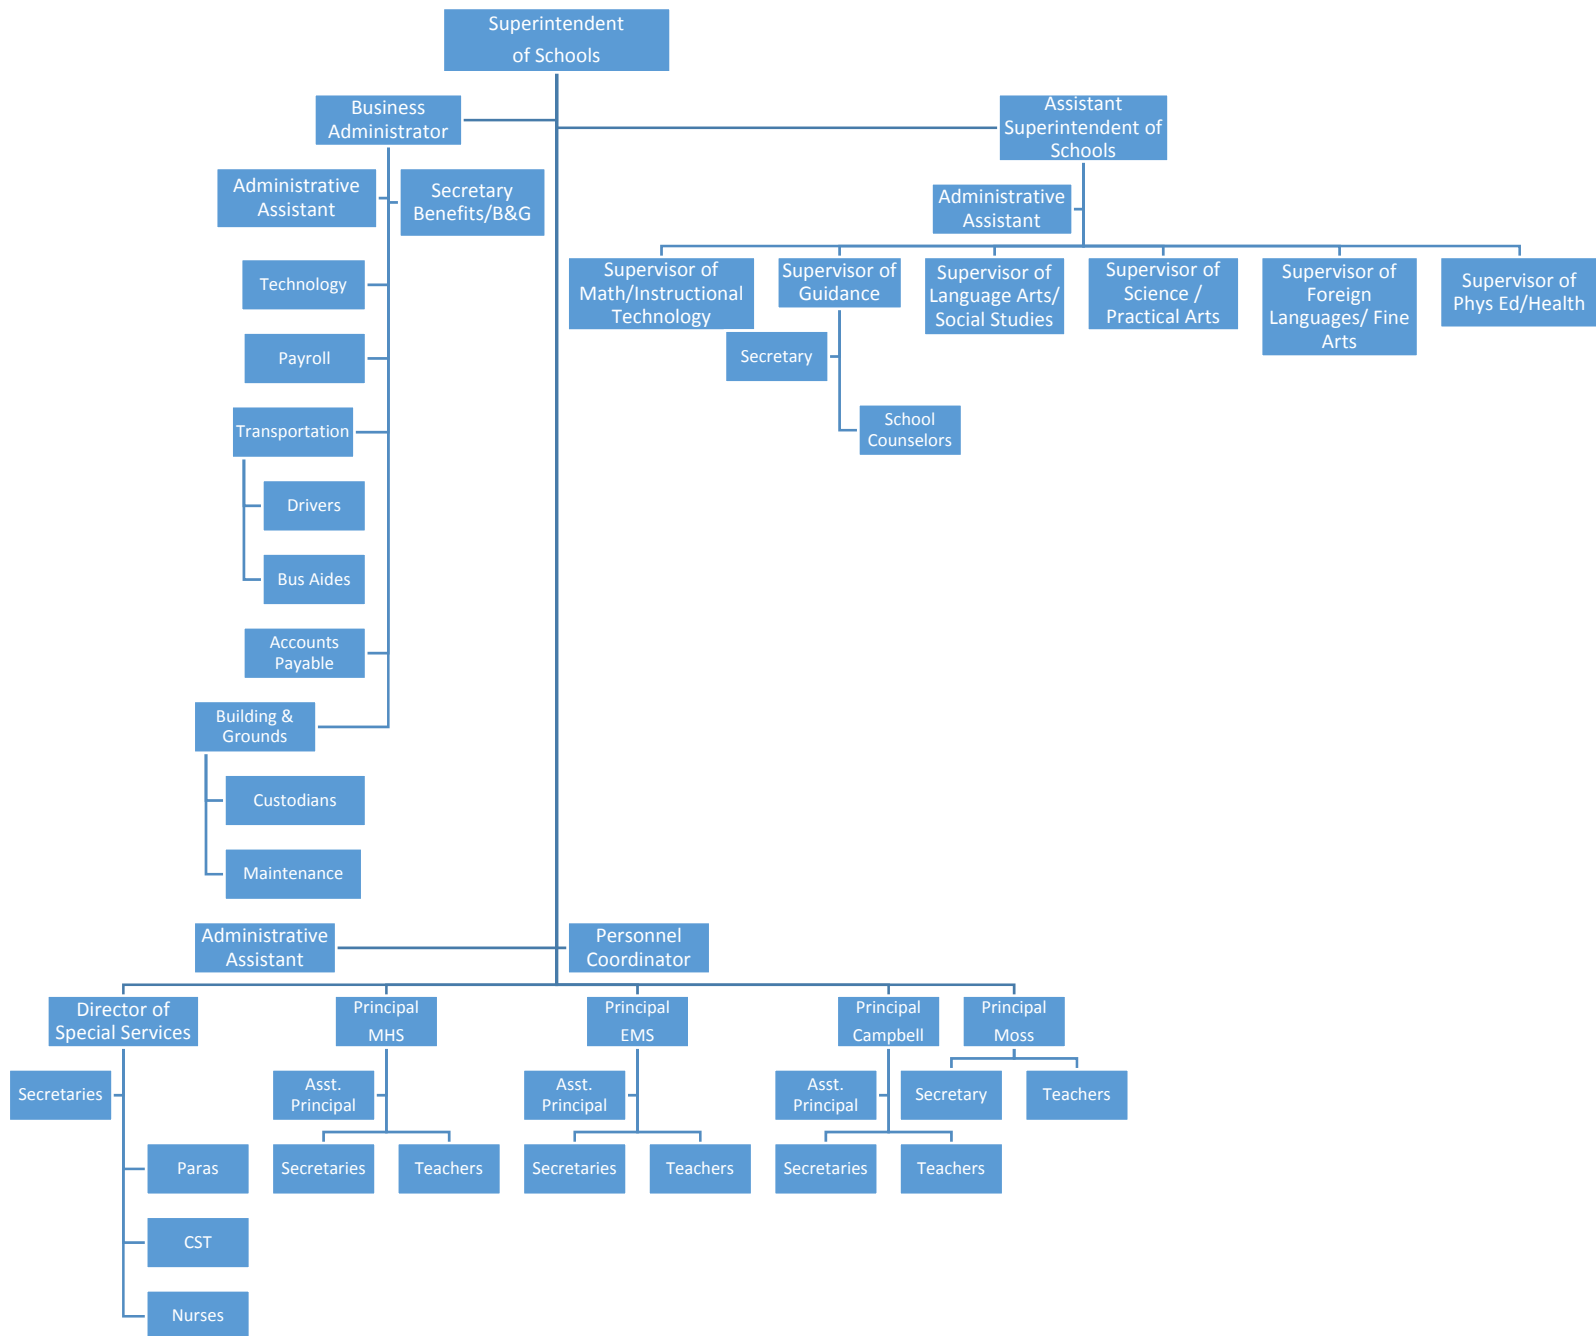 Superintendent
of Schools
Business
Administrator
Assistant
Superintendent of
Schools
Administrative
Assistant
Secretary
Benefits/B&G
Administrative
Assistant
Technology
Supervisor of
Math/Instructional
Technology
Supervisor of
Guidance
Supervisor of
Language Arts/
Social Studies
Supervisor of
Science /
Practical Arts
Supervisor of
Foreign
Languages/ Fine
Arts
Supervisor of
Phys Ed/Health
Payroll
Secretary
Transportation
School
Counselors
Drivers
Bus Aides
Accounts
Payable
Building &
Grounds
Custodians
Maintenance
Administrative
Assistant
Personnel
Coordinator
Director of
Special Services
Principal
MHS
Principal
EMS
Principal
Campbell
Principal
Moss
Secretaries
Asst.
Principal
Asst.
Principal
Asst.
Principal
Secretary
Teachers
Paras
Secretaries
Teachers
Secretaries
Teachers
Secretaries
Teachers
CST
Nurses